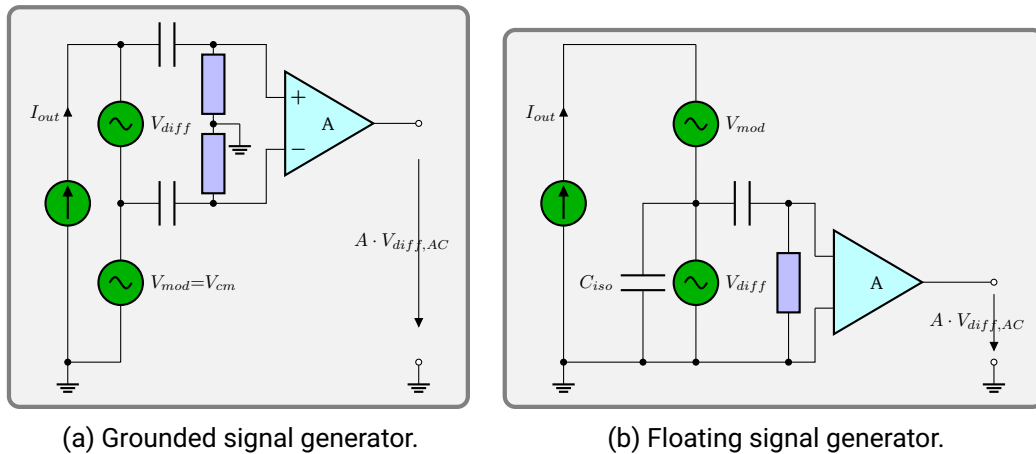 I_out
V_diff
V_mod=V_cm
+
−
A
A · V_diff,AC
(a) Grounded signal generator.
I_out
V_mod
C_iso
V_diff
A
A · V_diff,AC
(b) Floating signal generator.